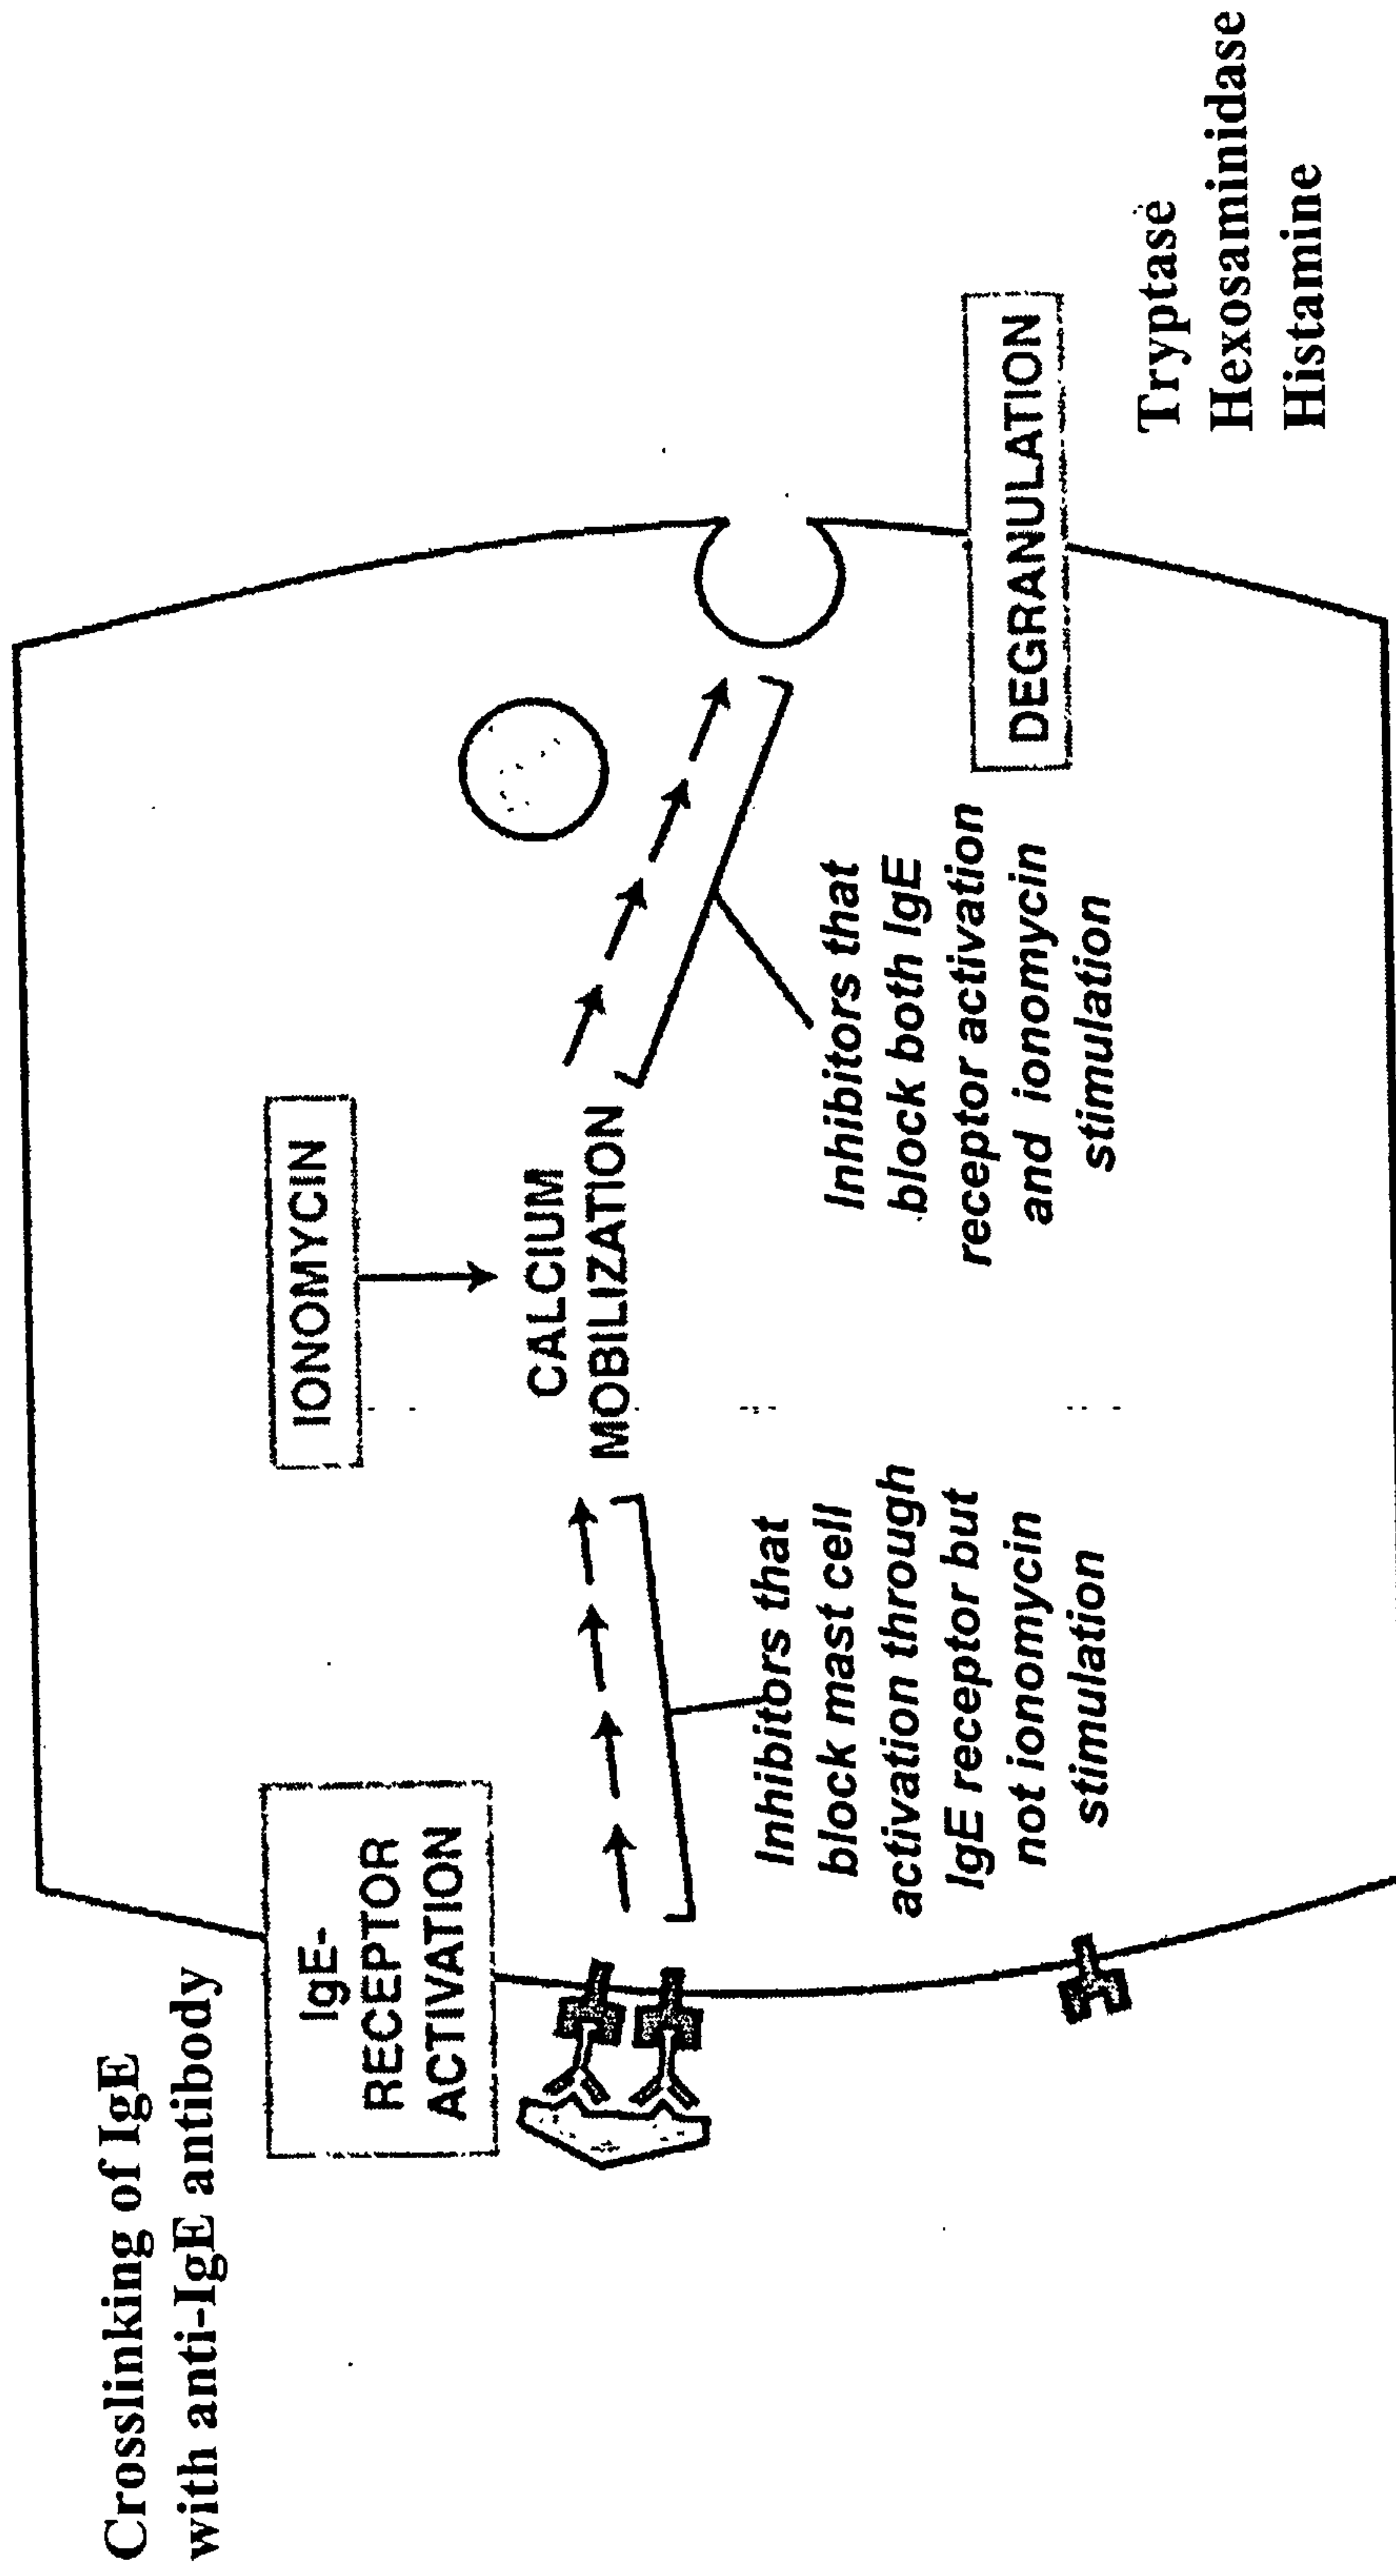 Crosslinking of IgE
with anti-IgE antibody
IgE-
RECEPTOR
ACTIVATION
IONOMYCIN
CALCIUM
MOBILIZATION
Inhibitors that
block mast cell
activation through
IgE receptor but
not ionomycin
stimulation
Inhibitors that
block both IgE
receptor activation
and ionomycin
stimulation
DEGRANULATION
Tryptase
Hexosaminidase
Histamine